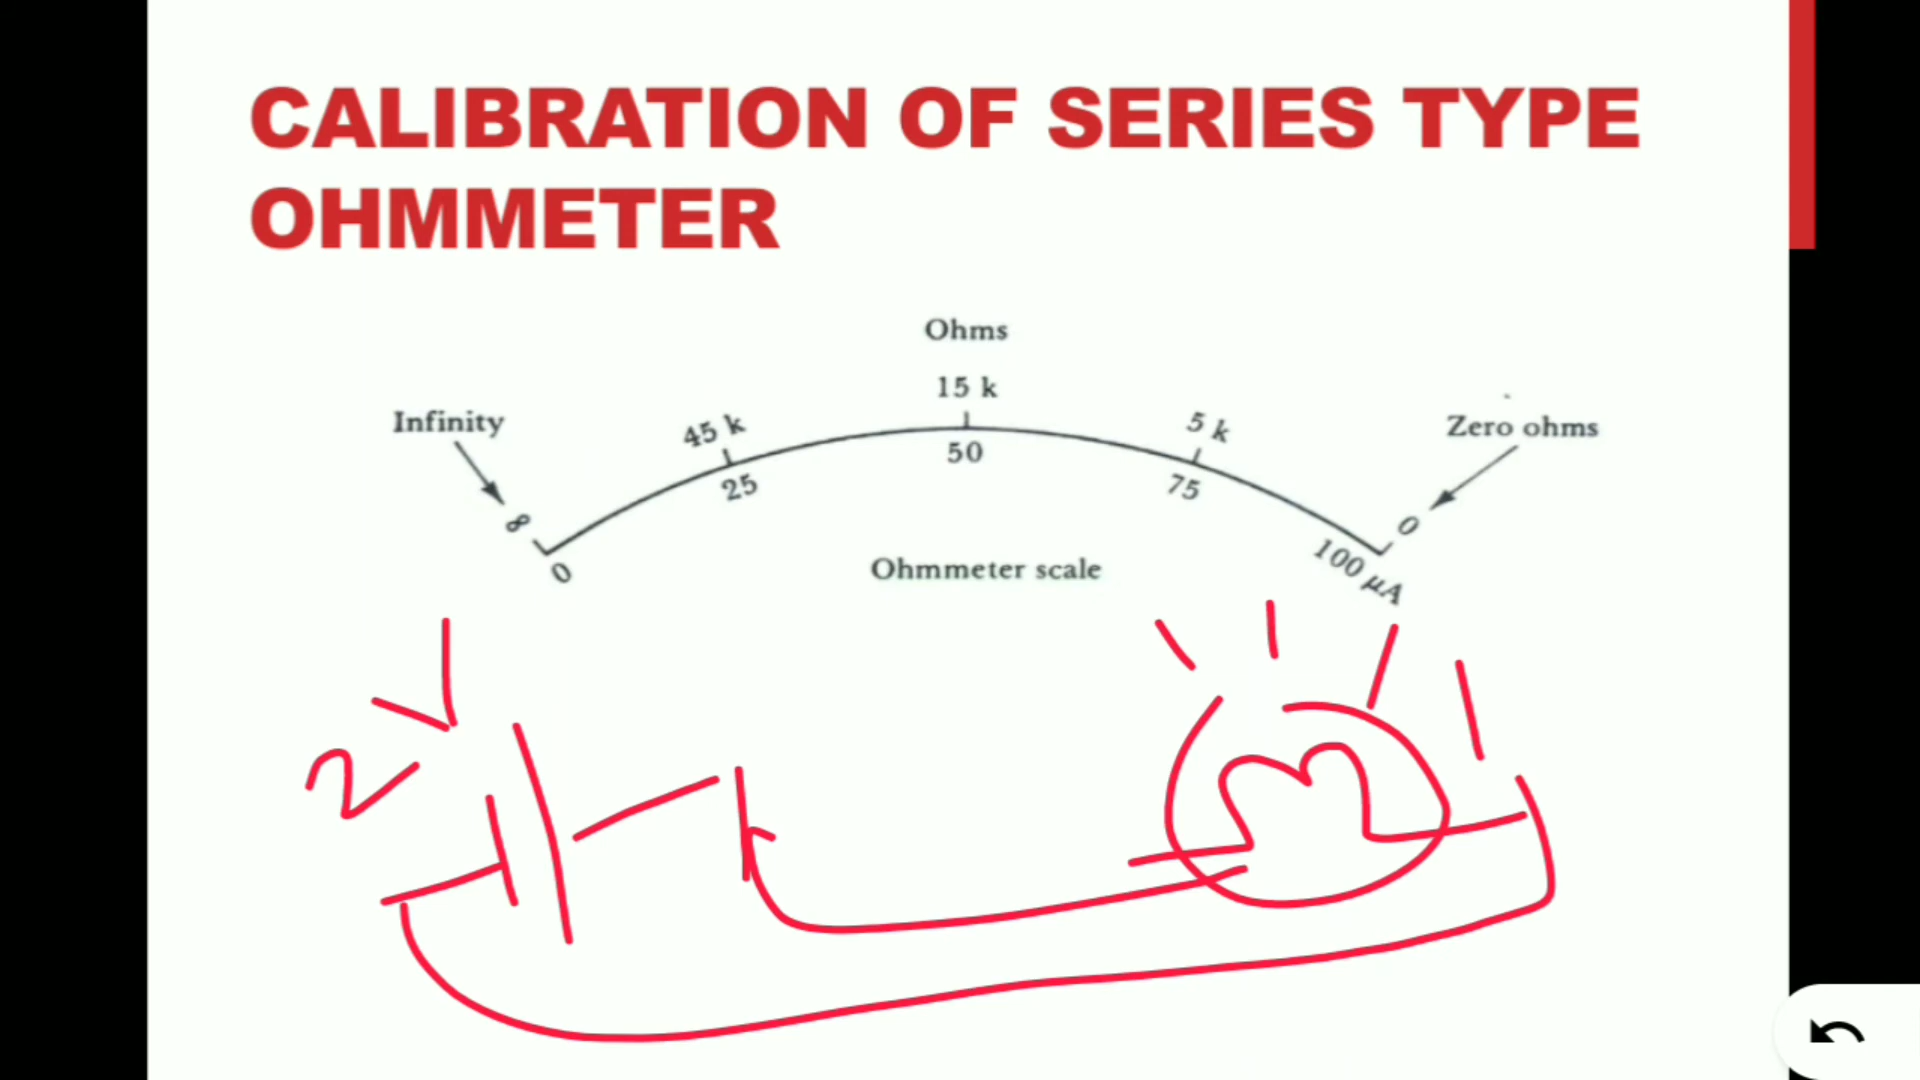 CALIBRATION OF SERIES TYPE
OHMMETER
Ohms
Infinity 45 k 15 k 5 k Zero ohms
∞ 25 50 75 0
0 Ohmmeter scale 100 μA
2 V